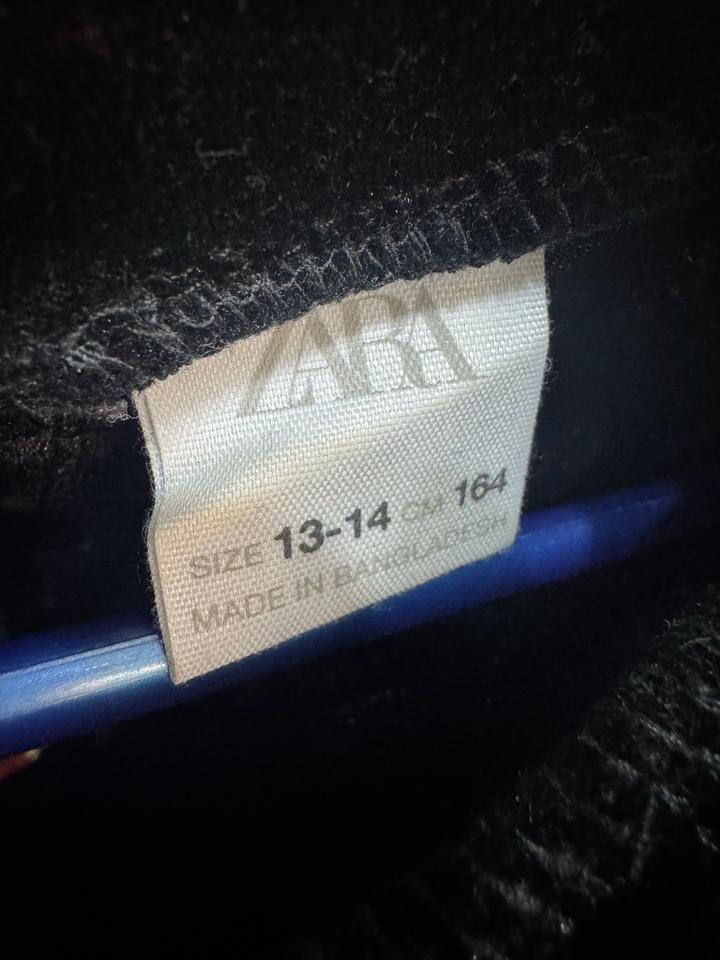 ZARA
SIZE 13-14 CM 164
MADE IN BANGLADESH